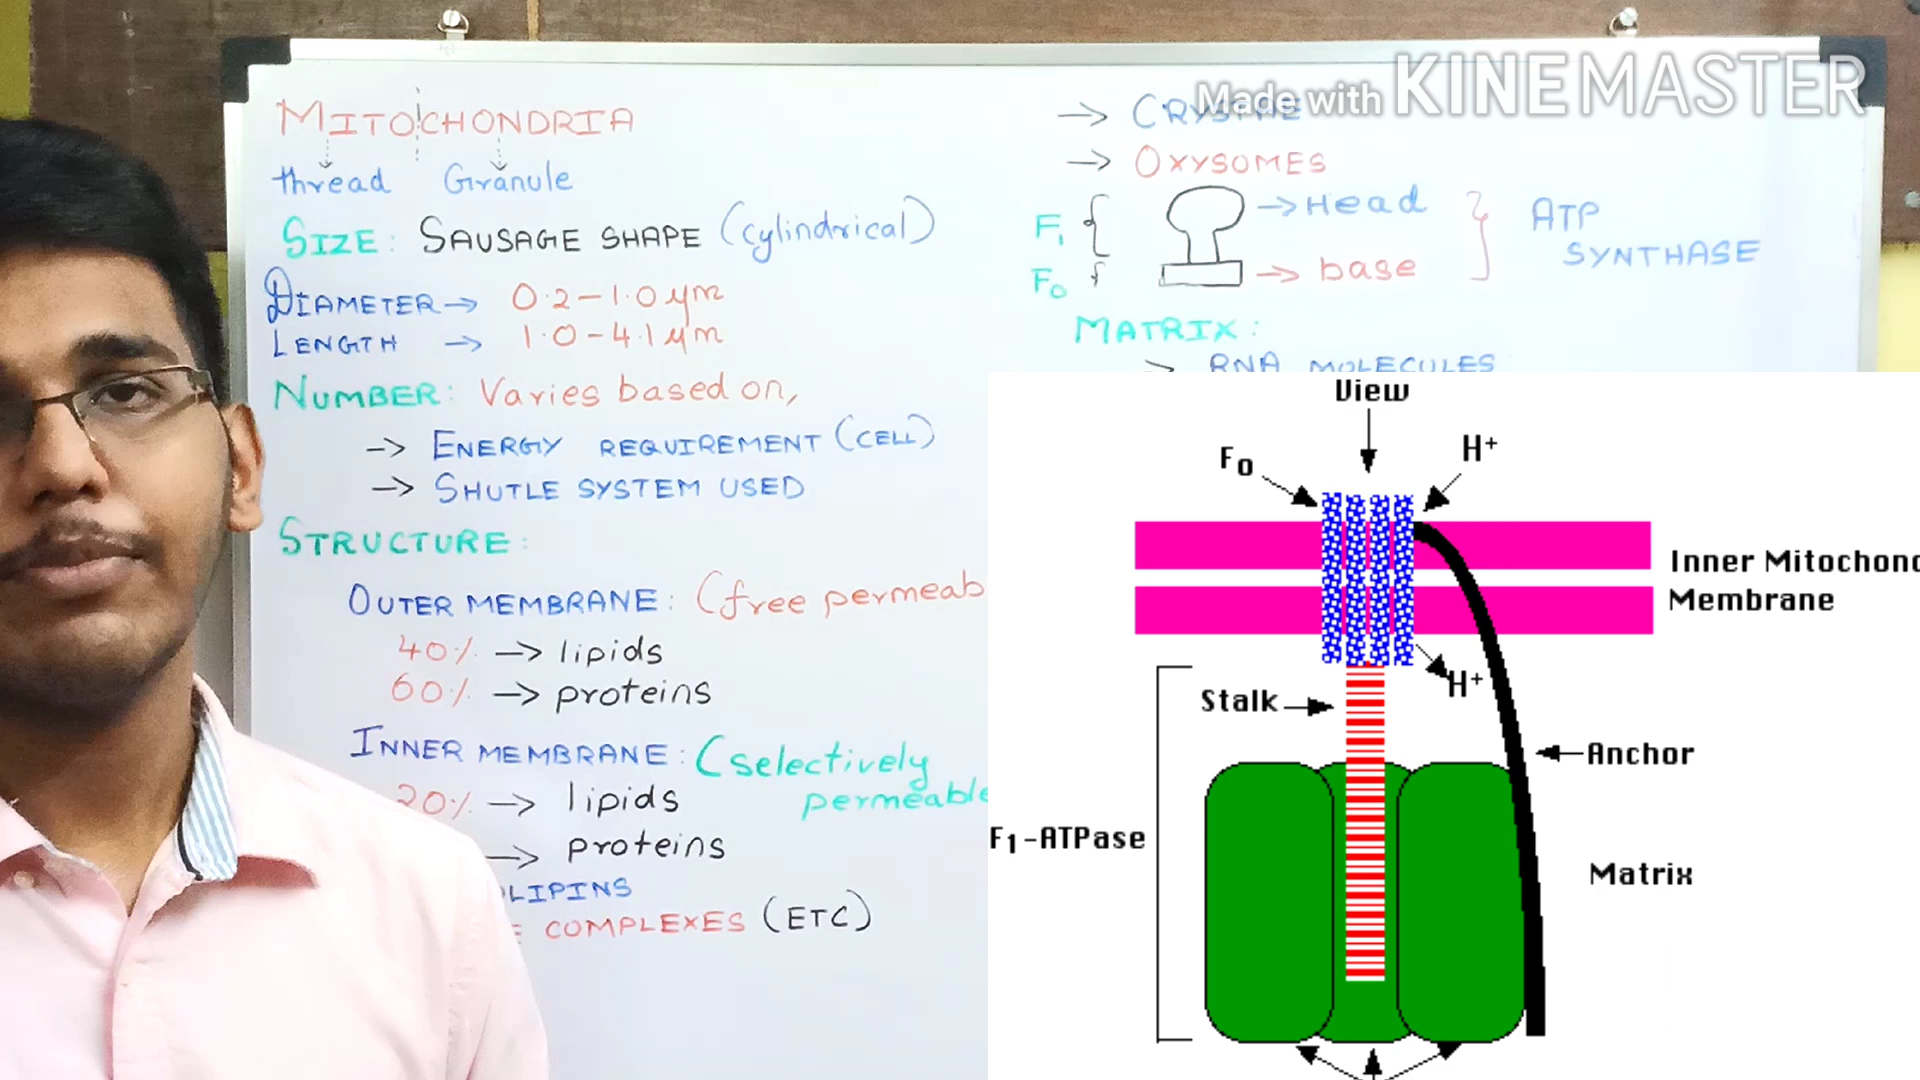 MITOCHONDRIA
thread Granule
SIZE: SAUSAGE SHAPE (cylindrical)
DIAMETER → 0.2 - 1.0 µm
LENGTH → 1.0 - 4.1 µm
NUMBER: Varies based on,
→ ENERGY REQUIREMENT (CELL)
→ SHUTLE SYSTEM USED
STRUCTURE:
OUTER MEMBRANE: (free permeab
40% → lipids
60% → proteins
INNER MEMBRANE: (selectively
permeable
20% → lipids
→ proteins
LIPINS
COMPLEXES (ETC)
→ CRYSTAE
→ OXYSOMES
F1 { → Head } ATP
SYNTHASE
F0 { → base
MATRIX:
→ RNA MOLECULES
Made with KINEMASTER
View
F0 H+
Inner Mitochond
Membrane
H+
Stalk
Anchor
F1-ATPase
Matrix